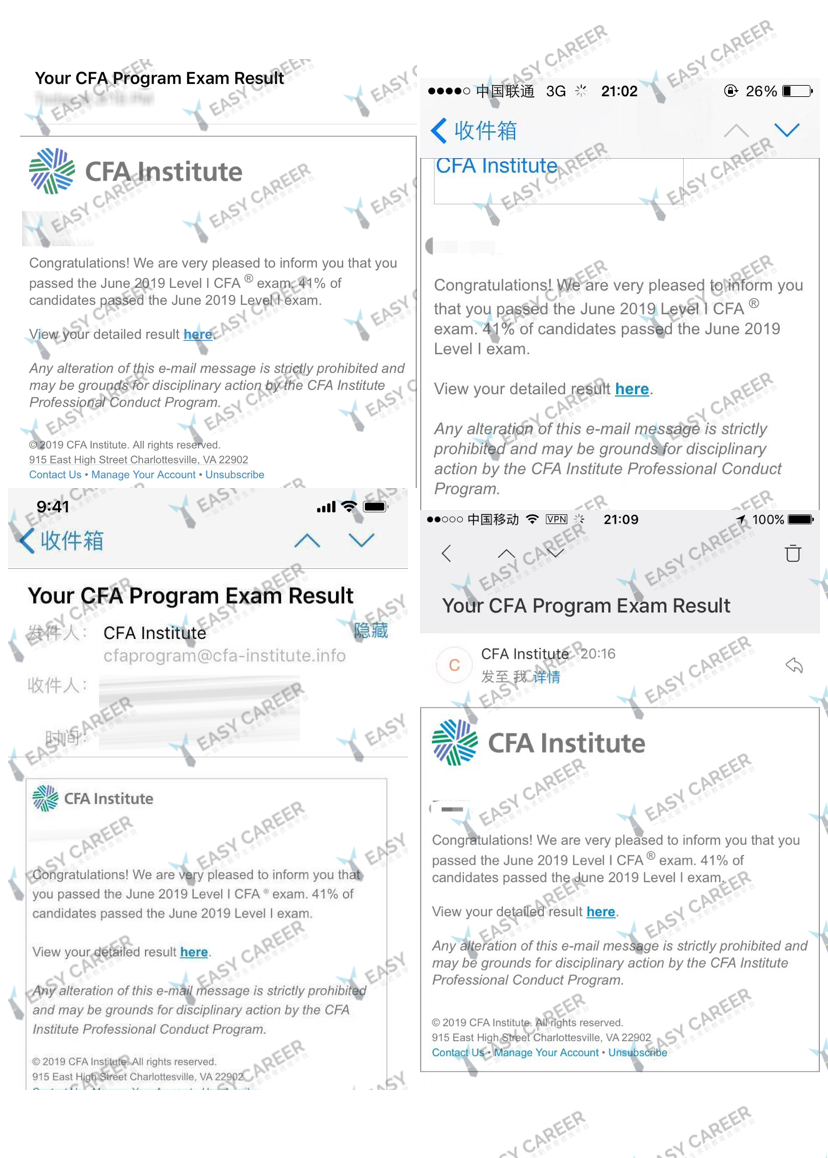 Your CFA Program Exam Result
CFA Institute
Congratulations! We are very pleased to inform you that you
passed the June 2019 Level I CFA ® exam. 41% of
candidates passed the June 2019 Level I exam.
View your detailed result here.
Any alteration of this e-mail message is strictly prohibited and
may be grounds for disciplinary action by the CFA Institute
Professional Conduct Program.
© 2019 CFA Institute. All rights reserved.
915 East High Street Charlottesville, VA 22902
Contact Us • Manage Your Account • Unsubscribe
中国联通 3G 21:02 26%
收件箱
CFA Institute
Congratulations! We are very pleased to inform you
that you passed the June 2019 Level I CFA ®
exam. 41% of candidates passed the June 2019
Level I exam.
View your detailed result here.
Any alteration of this e-mail message is strictly
prohibited and may be grounds for disciplinary
action by the CFA Institute Professional Conduct
Program.
9:41
收件箱
Your CFA Program Exam Result
发件人: CFA Institute 隐藏
cfaprogram@cfa-institute.info
收件人:
时间:
CFA Institute
Congratulations! We are very pleased to inform you that
you passed the June 2019 Level I CFA ® exam. 41% of
candidates passed the June 2019 Level I exam.
View your detailed result here.
Any alteration of this e-mail message is strictly prohibited
and may be grounds for disciplinary action by the CFA
Institute Professional Conduct Program.
© 2019 CFA Institute. All rights reserved.
915 East High Street Charlottesville, VA 22902
中国移动 VPN 21:09 100%
Your CFA Program Exam Result
C
CFA Institute 20:16
发至 我 详情
CFA Institute
Congratulations! We are very pleased to inform you that you
passed the June 2019 Level I CFA ® exam. 41% of
candidates passed the June 2019 Level I exam.
View your detailed result here.
Any alteration of this e-mail message is strictly prohibited and
may be grounds for disciplinary action by the CFA Institute
Professional Conduct Program.
© 2019 CFA Institute. All rights reserved.
915 East High Street Charlottesville, VA 22902
Contact Us • Manage Your Account • Unsubscribe
EASY CAREER